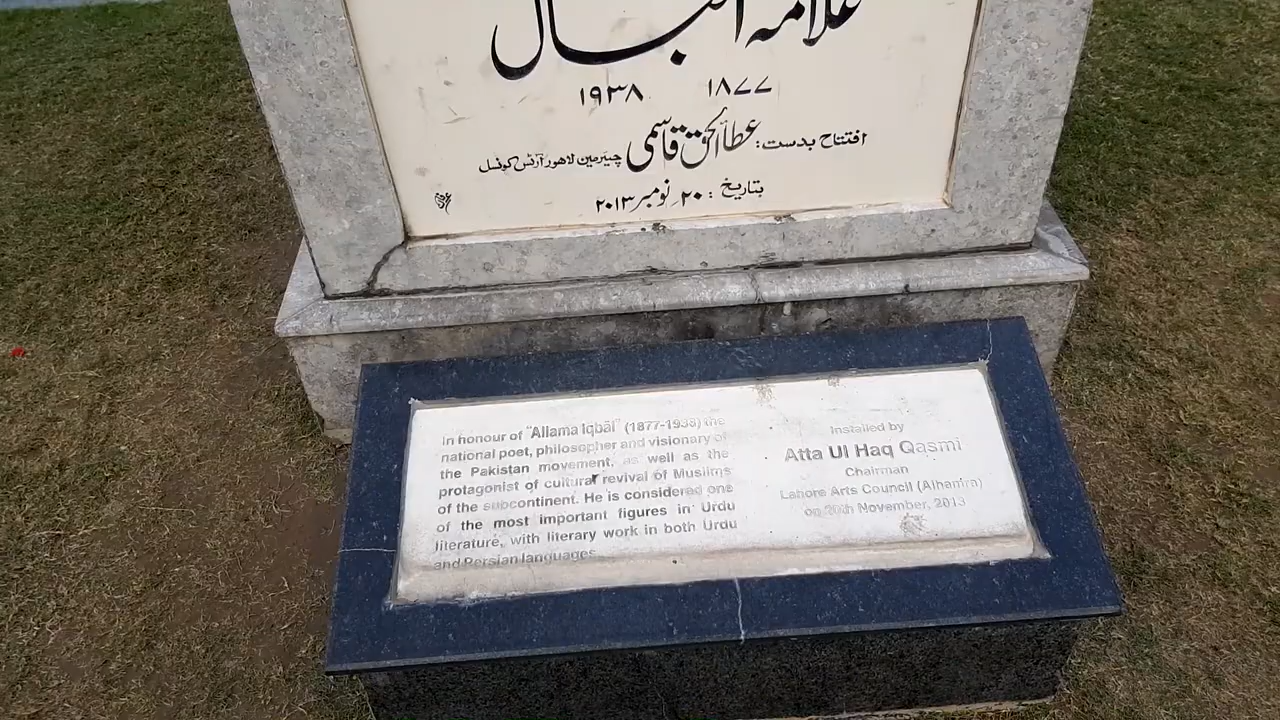 علامہ اقبال
۱۸۷۷ ۱۹۳۸
افتتاح بدست: عطاالحق قاسمی چیئرمین لاہور آرٹس کونسل
بتاریخ : ۲۰ نومبر ۲۰۱۳
In honour of "Allama Iqbal" (1877-1938) the
national poet, philosopher and visionary of
the Pakistan movement, as well as the
protagonist of cultural revival of Muslims
of the subcontinent. He is considered one
of the most important figures in Urdu
literature, with literary work in both Urdu
and Persian languages
Installed by
Atta Ul Haq Qasmi
Chairman
Lahore Arts Council (Alhamra)
on 20th November, 2013